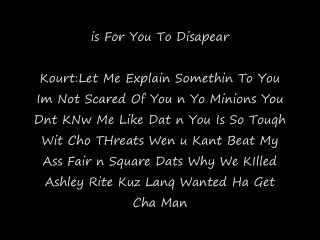 is For You To Disapear
Kourt:Let Me Explain Somethin To You
Im Not Scared Of You n Yo Minions You
Dnt KNw Me Like Dat n You Is So Tough
Wit Cho THreats Wen u Kant Beat My
Ass Fair n Square Dats Why We KIlled
Ashley Rite Kuz Lanq Wanted Ha Get
Cha Man